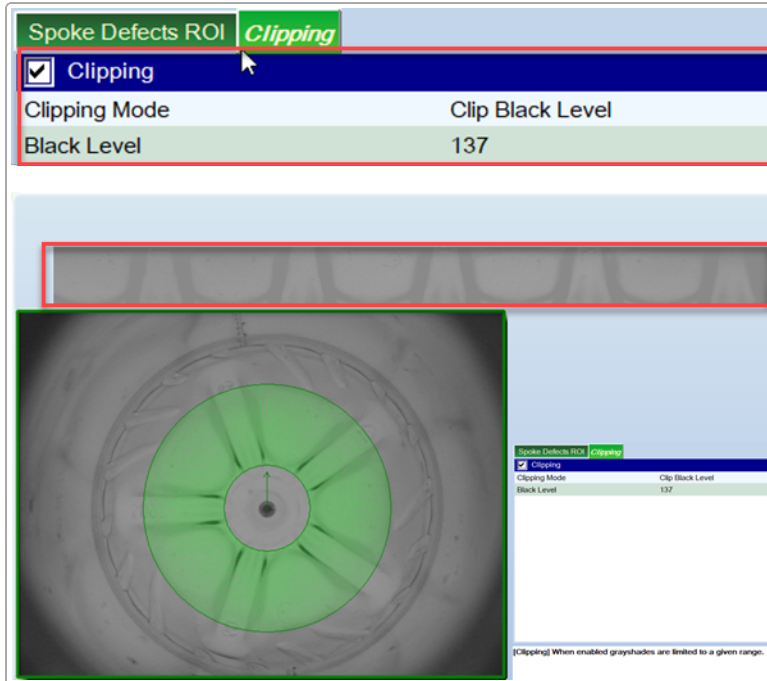 Spoke Defects ROI Clipping
Clipping
Clipping Mode Clip Black Level
Black Level 137
Spoke Defects ROI Clipping
Clipping
Clipping Mode Clip Black Level
Black Level 137
[Clipping] When enabled grayshades are limited to a given range.